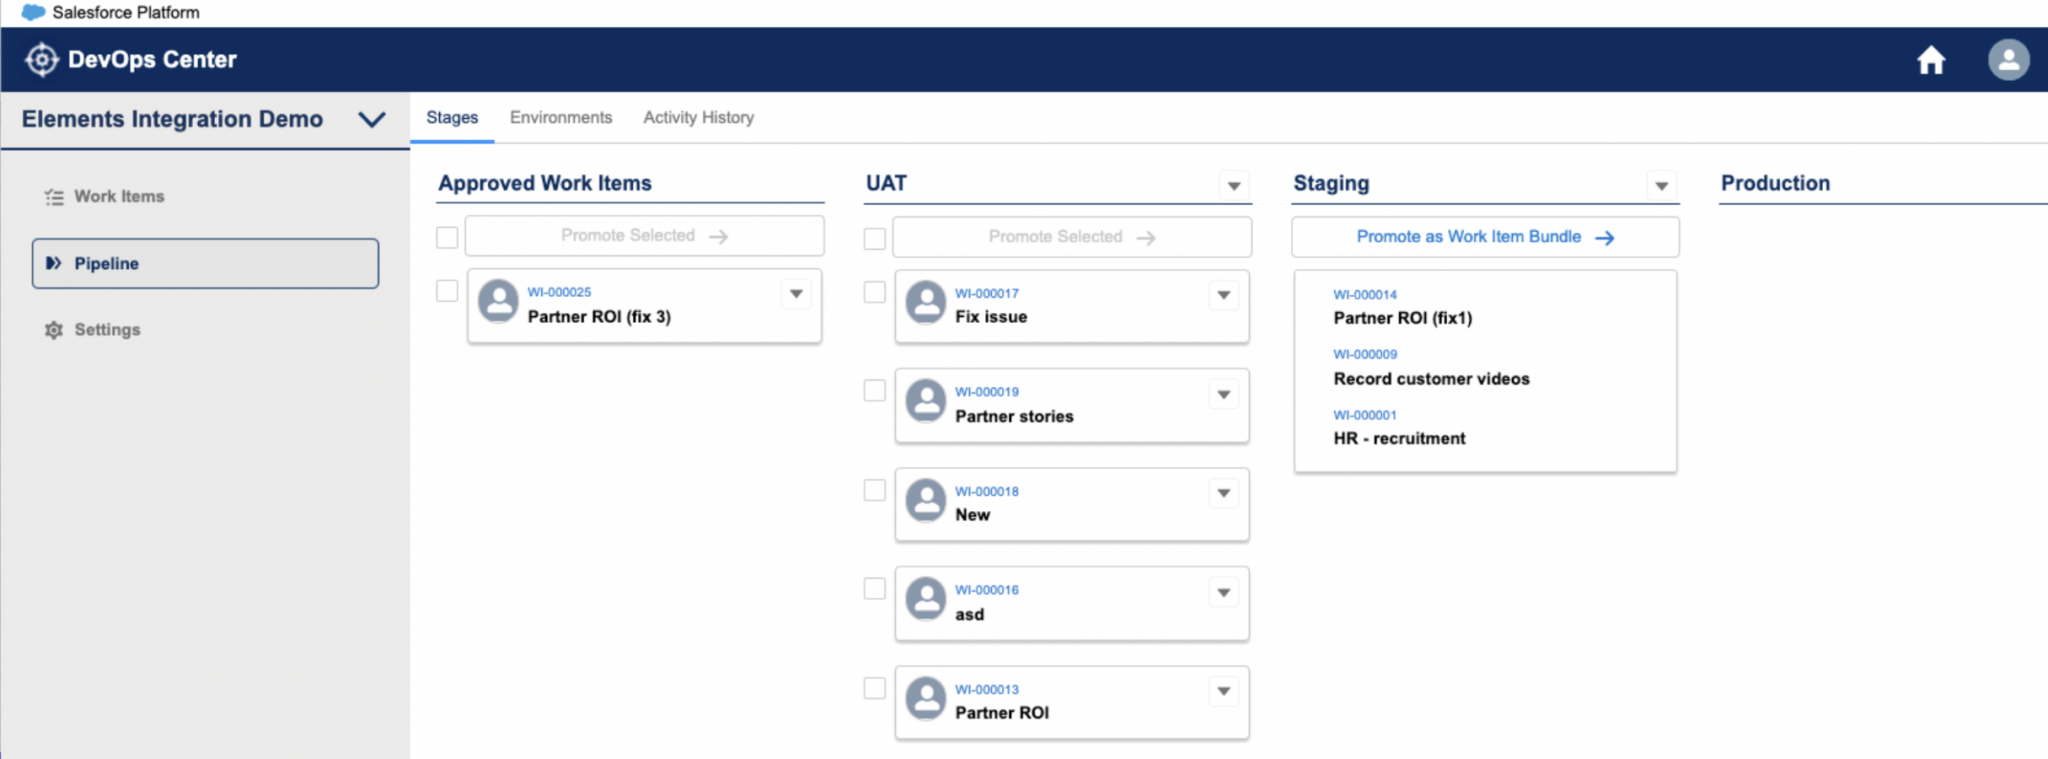 Salesforce Platform
DevOps Center
Elements Integration Demo
Work Items
Pipeline
Settings
Stages
Environments
Activity History
Approved Work Items
Promote Selected
WI-000025
Partner ROI (fix 3)
UAT
Promote Selected
WI-000017
Fix issue
WI-000019
Partner stories
WI-000018
New
WI-000016
asd
WI-000013
Partner ROI
Staging
Promote as Work Item Bundle
WI-000014
Partner ROI (fix1)
WI-000009
Record customer videos
WI-000001
HR - recruitment
Production